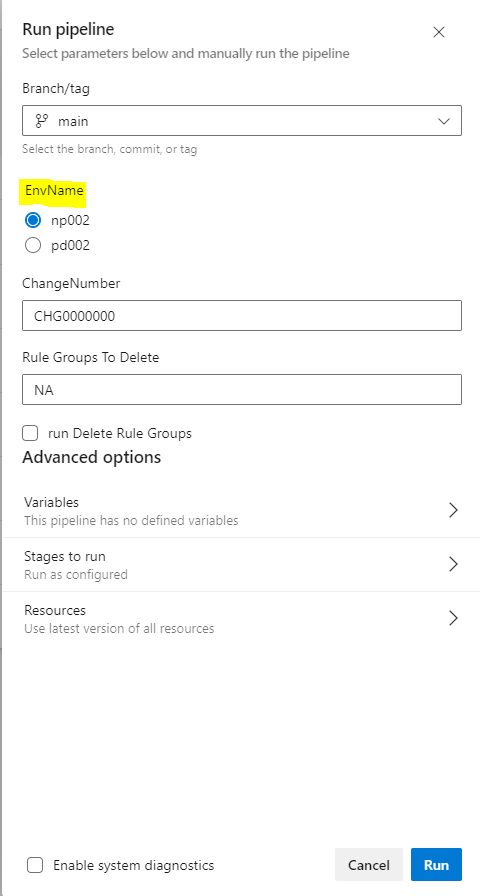 Run pipeline
Select parameters below and manually run the pipeline
Branch/tag
main
Select the branch, commit, or tag
EnvName
np002
pd002
ChangeNumber
CHG0000000
Rule Groups To Delete
NA
run Delete Rule Groups
Advanced options
Variables
This pipeline has no defined variables
Stages to run
Run as configured
Resources
Use latest version of all resources
Enable system diagnostics
Cancel
Run